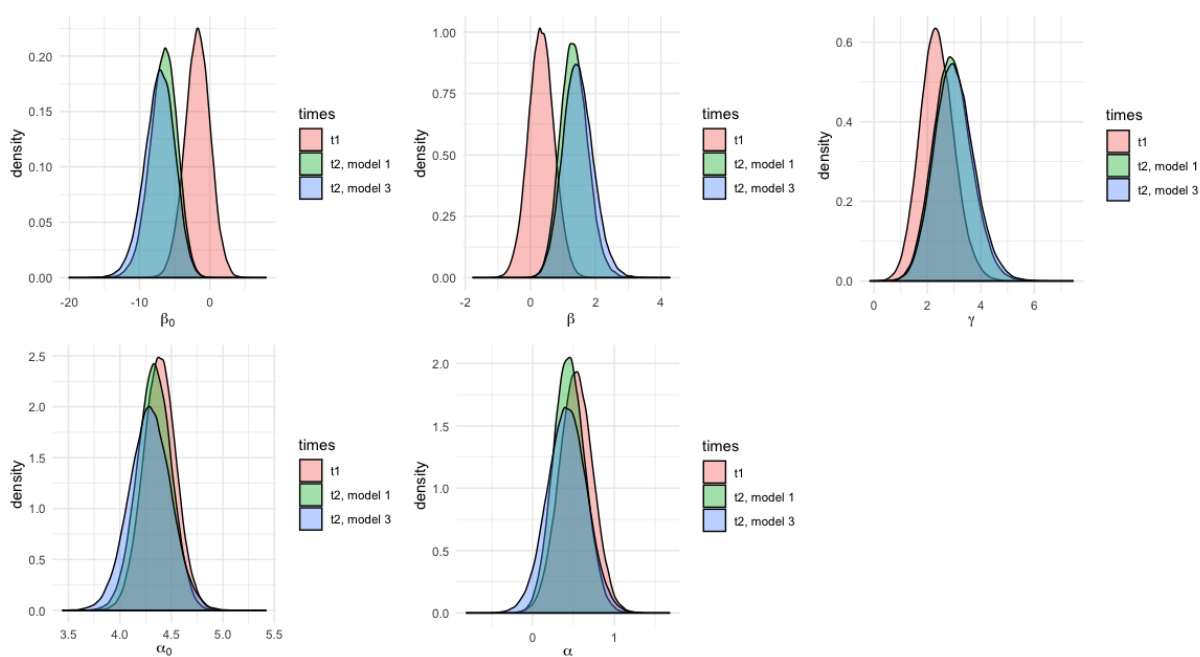 0.20
0.15
0.10
0.05
0.00
density
-20
-10
0
β0
times
t1
t2, model 1
t2, model 3
1.00
0.75
0.50
0.25
0.00
density
-2
0
2
4
β
times
t1
t2, model 1
t2, model 3
0.6
0.4
0.2
0.0
density
0
2
4
6
γ
times
t1
t2, model 1
t2, model 3
2.5
2.0
1.5
1.0
0.5
0.0
density
3.5
4.0
4.5
5.0
5.5
α0
times
t1
t2, model 1
t2, model 3
2.0
1.5
1.0
0.5
0.0
density
0
1
α
times
t1
t2, model 1
t2, model 3